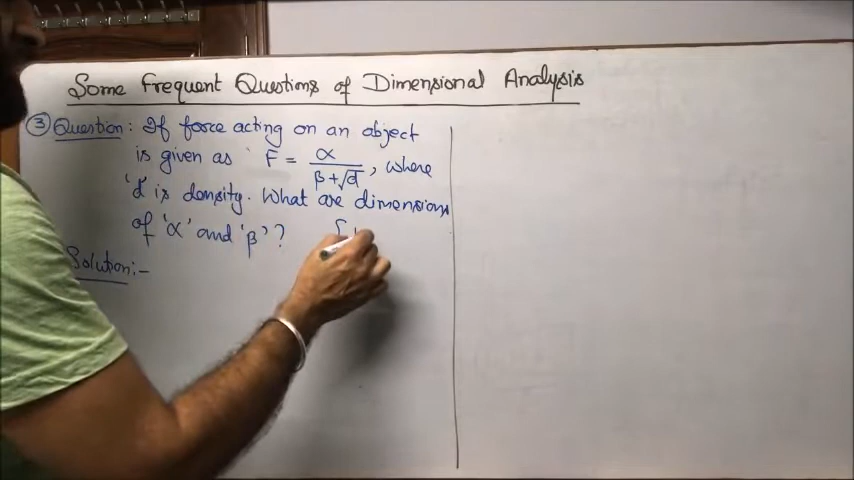 Some Frequent Questions of Dimensional Analysis
③ Question: If force acting on an object
is given as F = α / (β + √d), where
'd' is density. What are dimensions
of 'α' and 'β'?
Solution:-